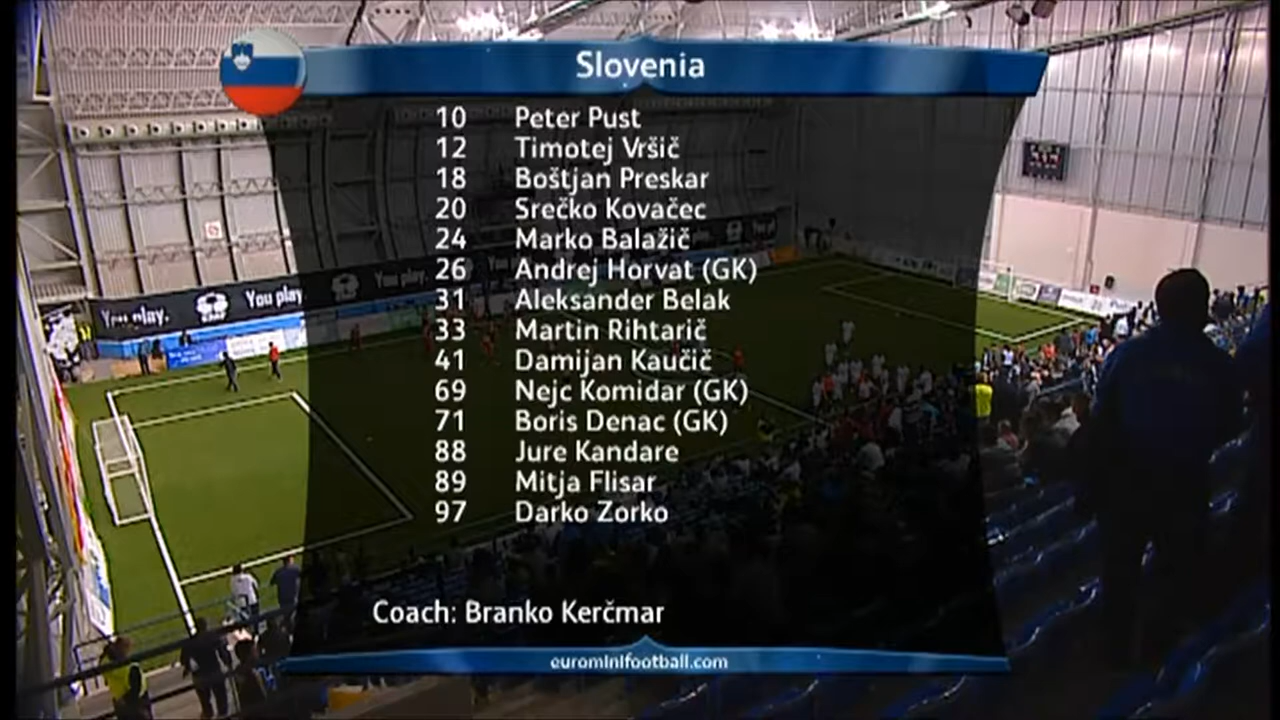 Slovenia
10 Peter Pust
12 Timotej Vršič
18 Boštjan Preskar
20 Srečko Kovačec
24 Marko Balažič
26 Andrej Horvat (GK)
31 Aleksander Belak
33 Martin Rihtarič
41 Damijan Kaučič
69 Nejc Komidar (GK)
71 Boris Denac (GK)
88 Jure Kandare
89 Mitja Flisar
97 Darko Zorko
Coach: Branko Kerčmar
eurominifootball.com
You play.
You play
You play.